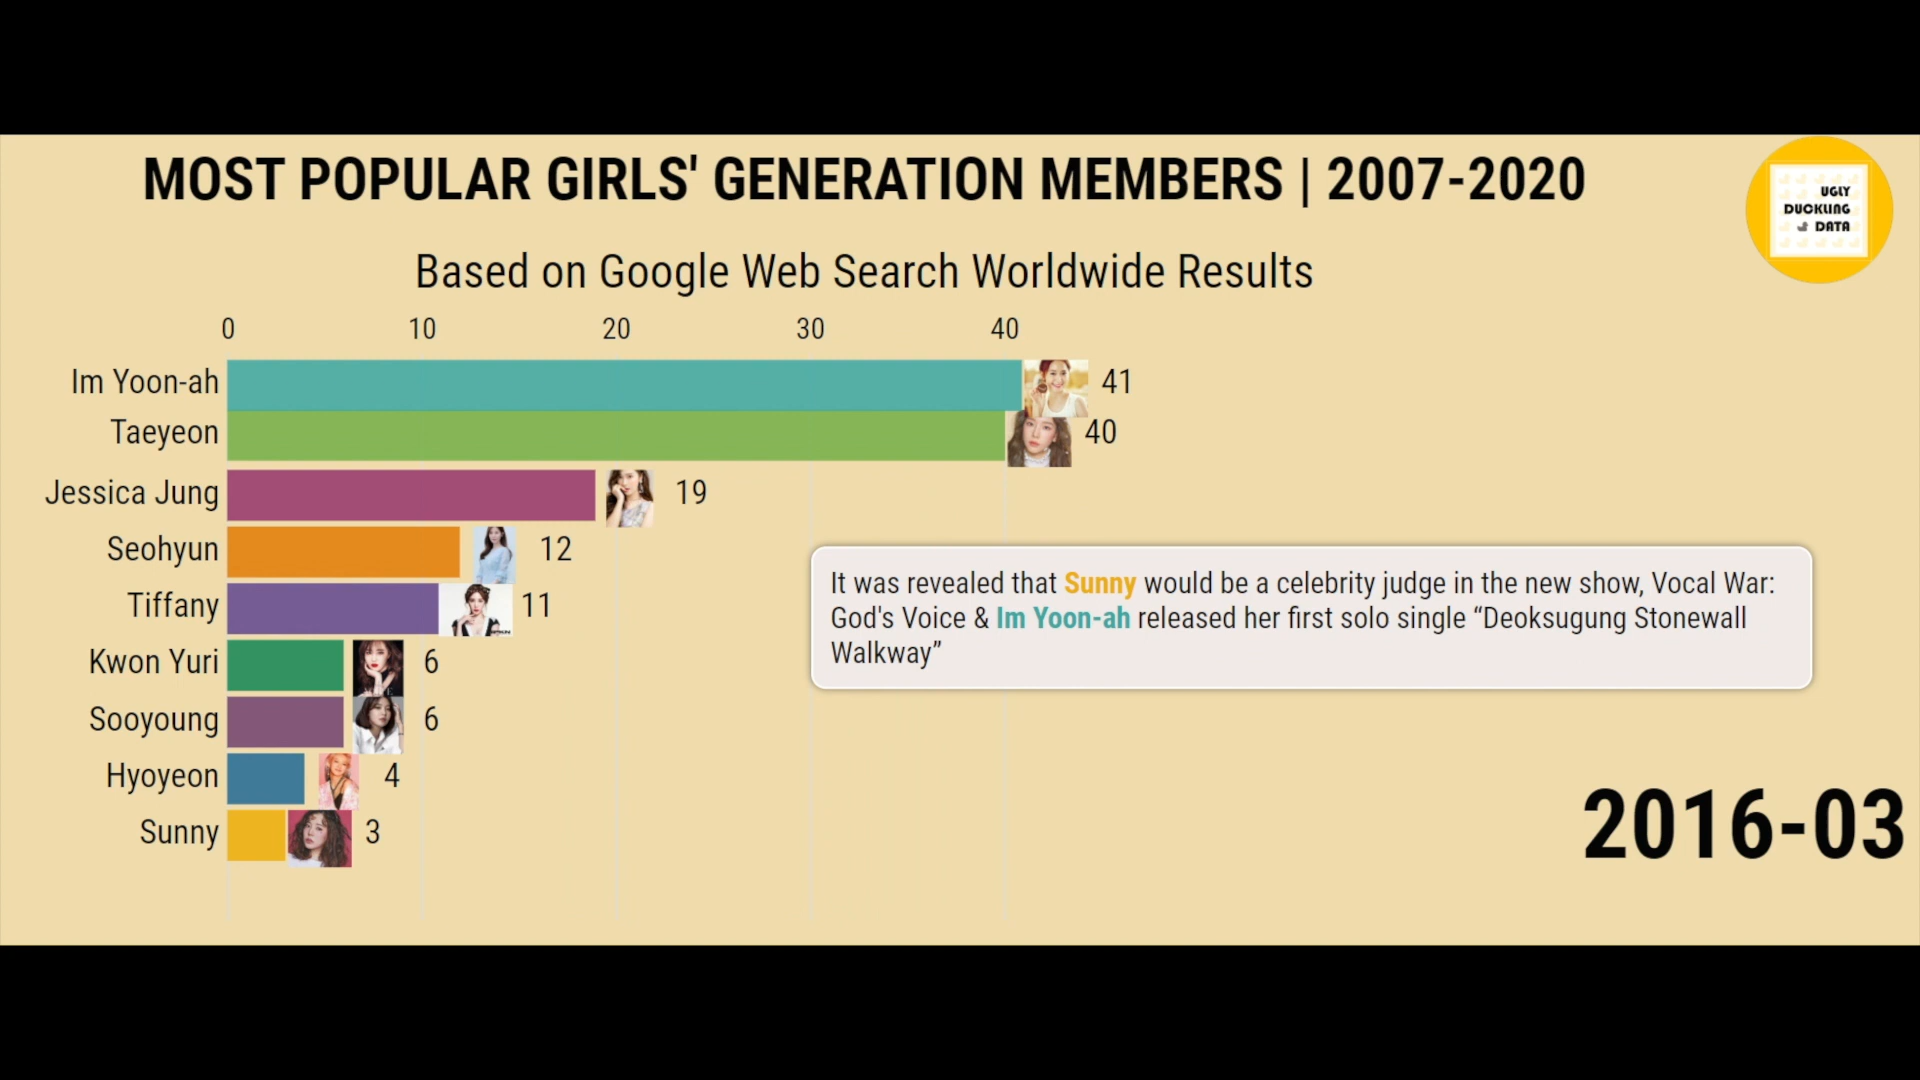 MOST POPULAR GIRLS' GENERATION MEMBERS | 2007-2020
UGLY
DUCKLING
DATA
Based on Google Web Search Worldwide Results
0 10 20 30 40
Im Yoon-ah 41
Taeyeon 40
Jessica Jung 19
Seohyun 12
Tiffany 11
Kwon Yuri 6
Sooyoung 6
Hyoyeon 4
Sunny 3
It was revealed that Sunny would be a celebrity judge in the new show, Vocal War:
God's Voice & Im Yoon-ah released her first solo single “Deoksugung Stonewall
Walkway”
2016-03